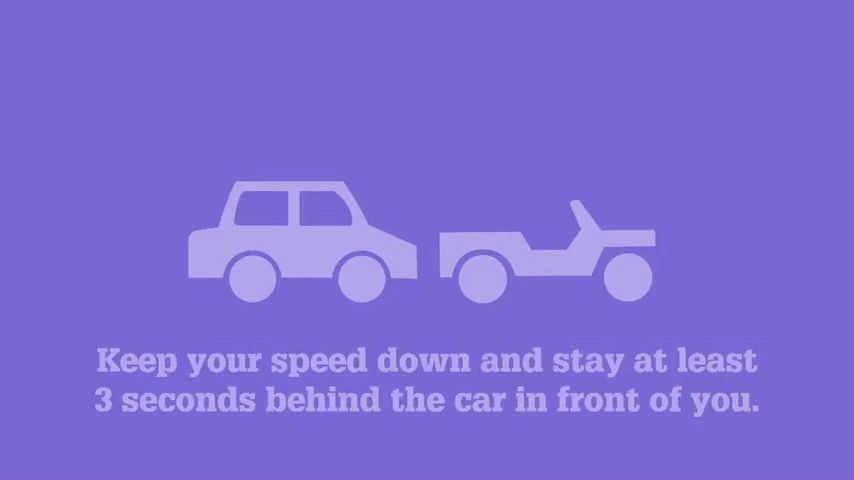 Keep your speed down and stay at least
3 seconds behind the car in front of you.